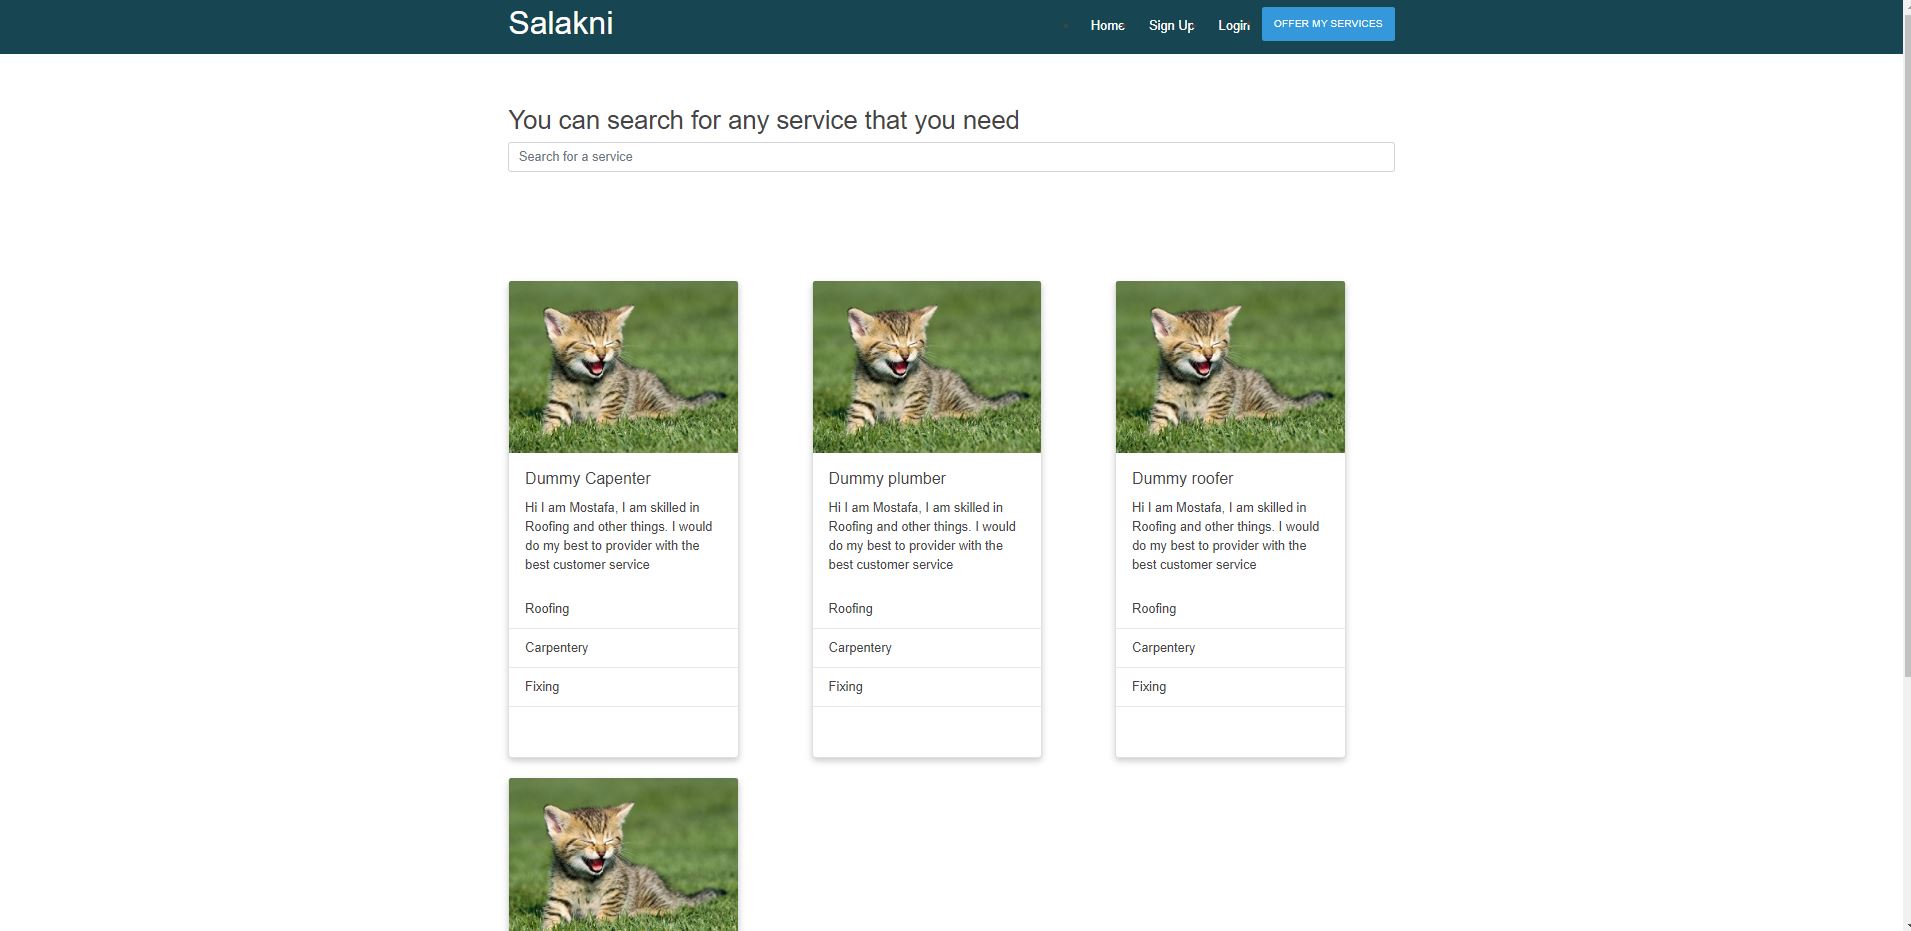 Salakni
Home
Sign Up
Login
OFFER MY SERVICES
You can search for any service that you need
Search for a service
Dummy Capenter
Hi I am Mostafa, I am skilled in
Roofing and other things. I would
do my best to provider with the
best customer service
Roofing
Carpentery
Fixing
Dummy plumber
Hi I am Mostafa, I am skilled in
Roofing and other things. I would
do my best to provider with the
best customer service
Roofing
Carpentery
Fixing
Dummy roofer
Hi I am Mostafa, I am skilled in
Roofing and other things. I would
do my best to provider with the
best customer service
Roofing
Carpentery
Fixing